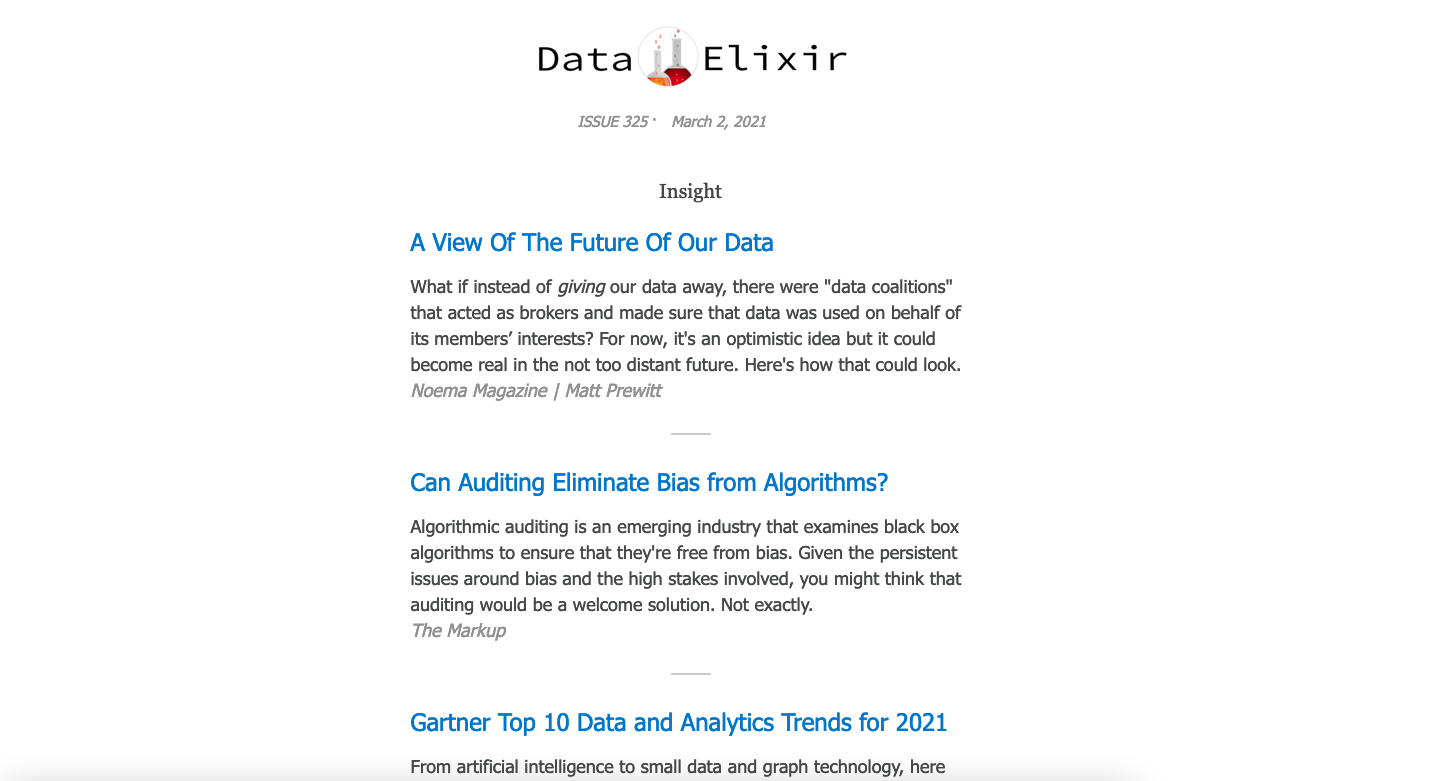 Data Elixir
ISSUE 325 · March 2, 2021
Insight
A View Of The Future Of Our Data
What if instead of giving our data away, there were "data coalitions"
that acted as brokers and made sure that data was used on behalf of
its members’ interests? For now, it's an optimistic idea but it could
become real in the not too distant future. Here's how that could look.
Noema Magazine | Matt Prewitt
Can Auditing Eliminate Bias from Algorithms?
Algorithmic auditing is an emerging industry that examines black box
algorithms to ensure that they're free from bias. Given the persistent
issues around bias and the high stakes involved, you might think that
auditing would be a welcome solution. Not exactly.
The Markup
Gartner Top 10 Data and Analytics Trends for 2021
From artificial intelligence to small data and graph technology, here